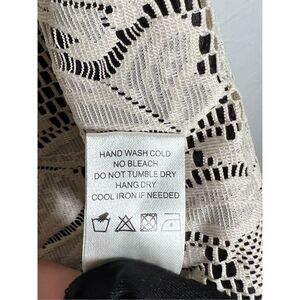 HAND WASH COLD
NO BLEACH
DO NOT TUMBLE DRY
HANG DRY
COOL IRON IF NEEDED